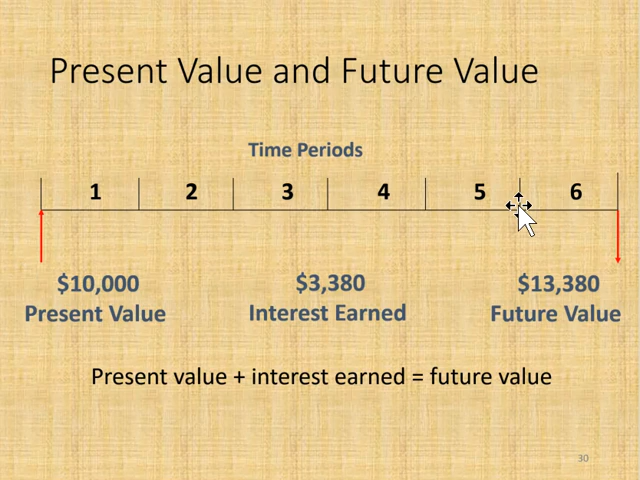 Present Value and Future Value
Time Periods
1 2 3 4 5 6
$10,000 $3,380 $13,380
Present Value Interest Earned Future Value
Present value + interest earned = future value
30